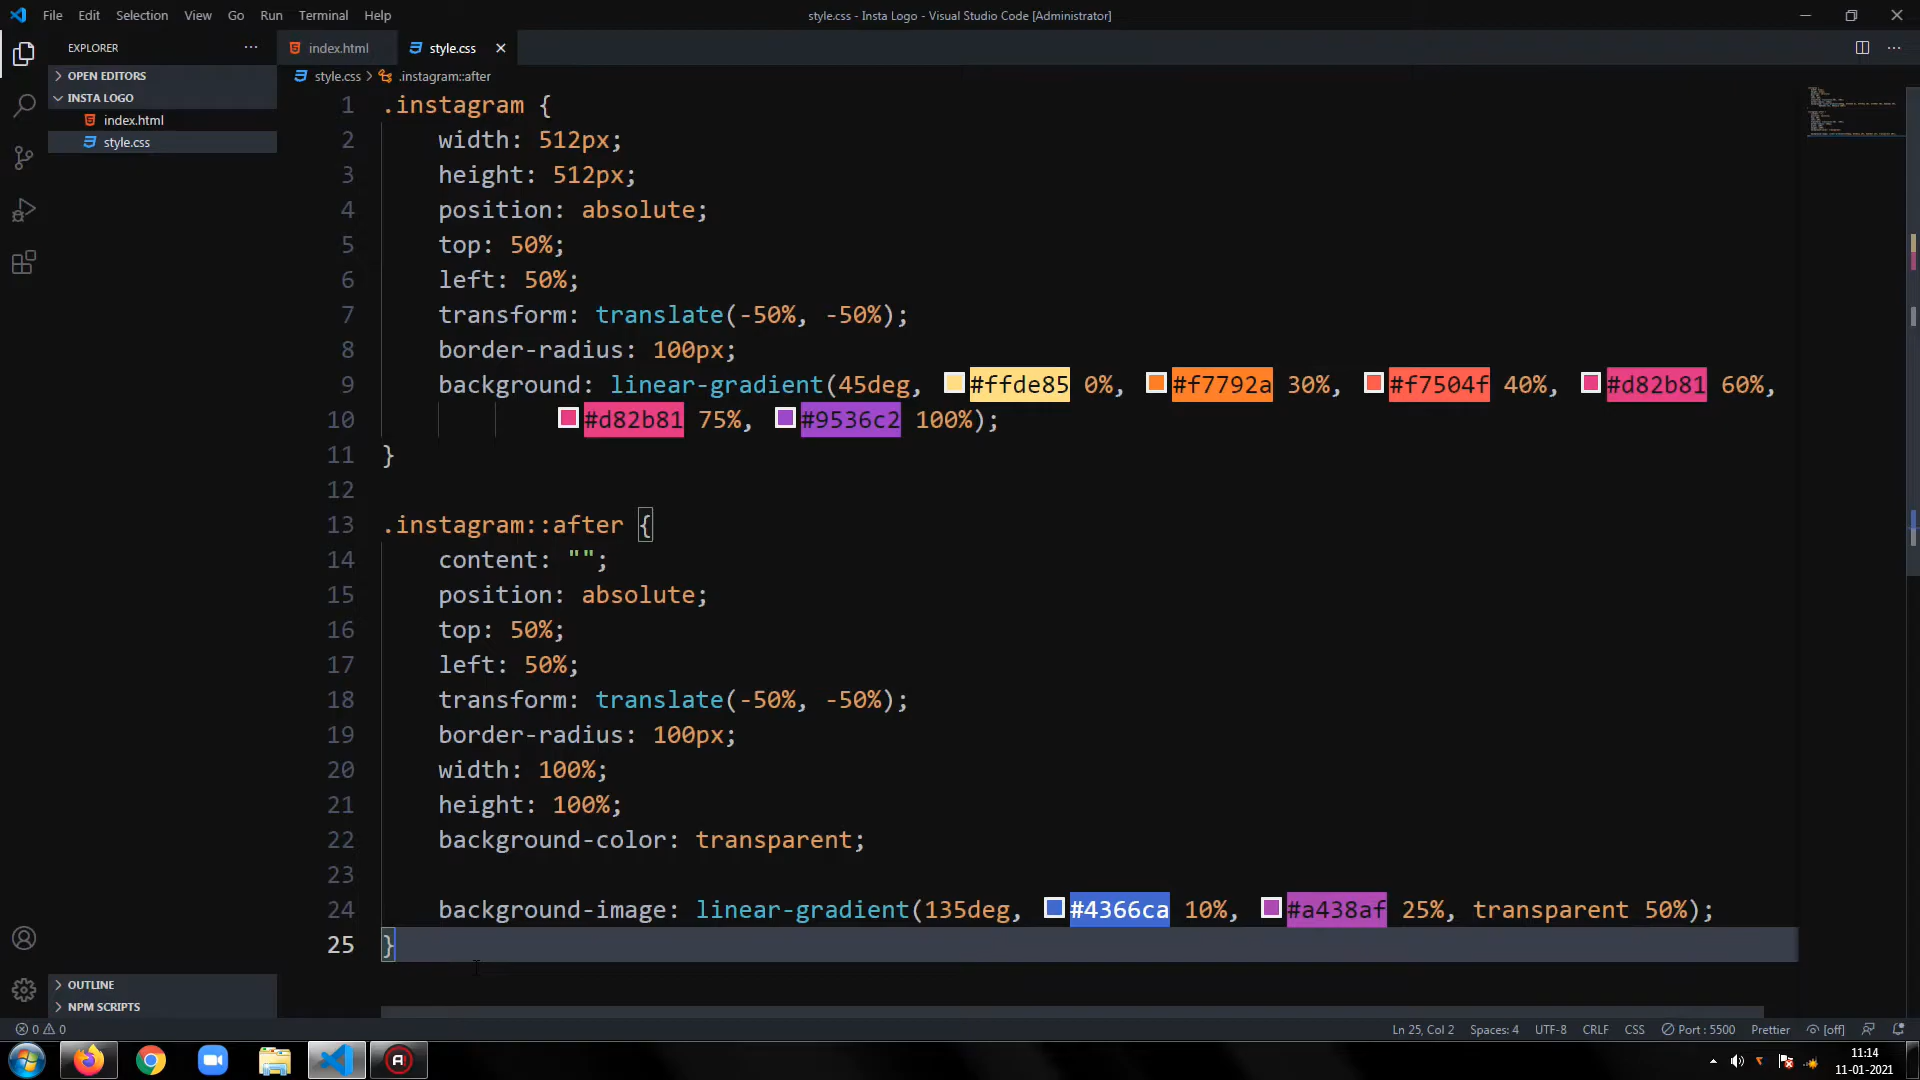 File Edit Selection View Go Run Terminal Help
style.css - Insta Logo - Visual Studio Code [Administrator]
EXPLORER
index.html
style.css
OPEN EDITORS
style.css > .instagram::after
INSTA LOGO
index.html
style.css
1 .instagram {
2 width: 512px;
3 height: 512px;
4 position: absolute;
5 top: 50%;
6 left: 50%;
7 transform: translate(-50%, -50%);
8 border-radius: 100px;
9 background: linear-gradient(45deg, #ffde85 0%, #f7792a 30%, #f7504f 40%, #d82b81 60%,
10 #d82b81 75%, #9536c2 100%);
11 }
12
13 .instagram::after {
14 content: "";
15 position: absolute;
16 top: 50%;
17 left: 50%;
18 transform: translate(-50%, -50%);
19 border-radius: 100px;
20 width: 100%;
21 height: 100%;
22 background-color: transparent;
23
24 background-image: linear-gradient(135deg, #4366ca 10%, #a438af 25%, transparent 50%);
25 }
OUTLINE
NPM SCRIPTS
0 0
Ln 25, Col 2 Spaces: 4 UTF-8 CRLF CSS Port : 5500 Prettier [off]
11:14
11-01-2021